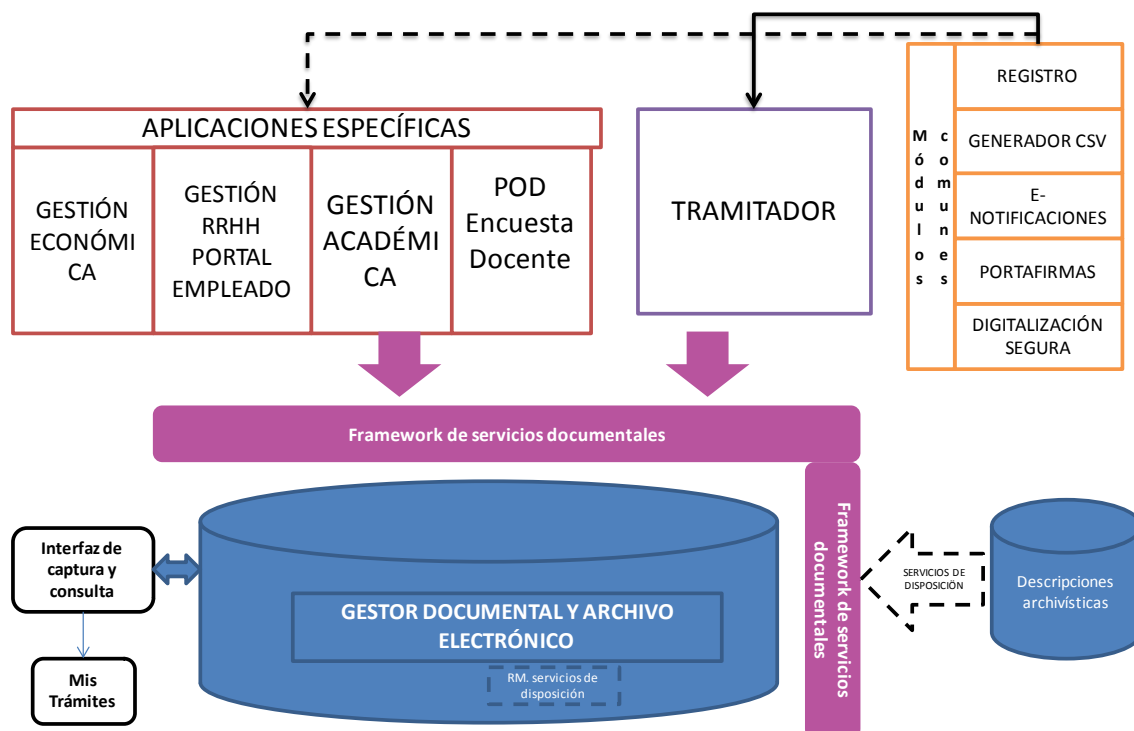 APLICACIONES ESPECÍFICAS
GESTIÓN
ECONÓMI
CA
GESTIÓN
RRHH
PORTAL
EMPLEADO
GESTIÓN
ACADÉMI
CA
POD
Encuesta
Docente
TRAMITADOR
Módulos
comunes
REGISTRO
GENERADOR CSV
E-
NOTIFICACIONES
PORTAFIRMAS
DIGITALIZACIÓN
SEGURA
Framework de servicios documentales
Framework de servicios
documentales
Interfaz de
captura y
consulta
Mis
Trámites
GESTOR DOCUMENTAL Y ARCHIVO
ELECTRÓNICO
RM. servicios de
disposición
SERVICIOS DE
DISPOSICIÓN
Descripciones
archivísticas